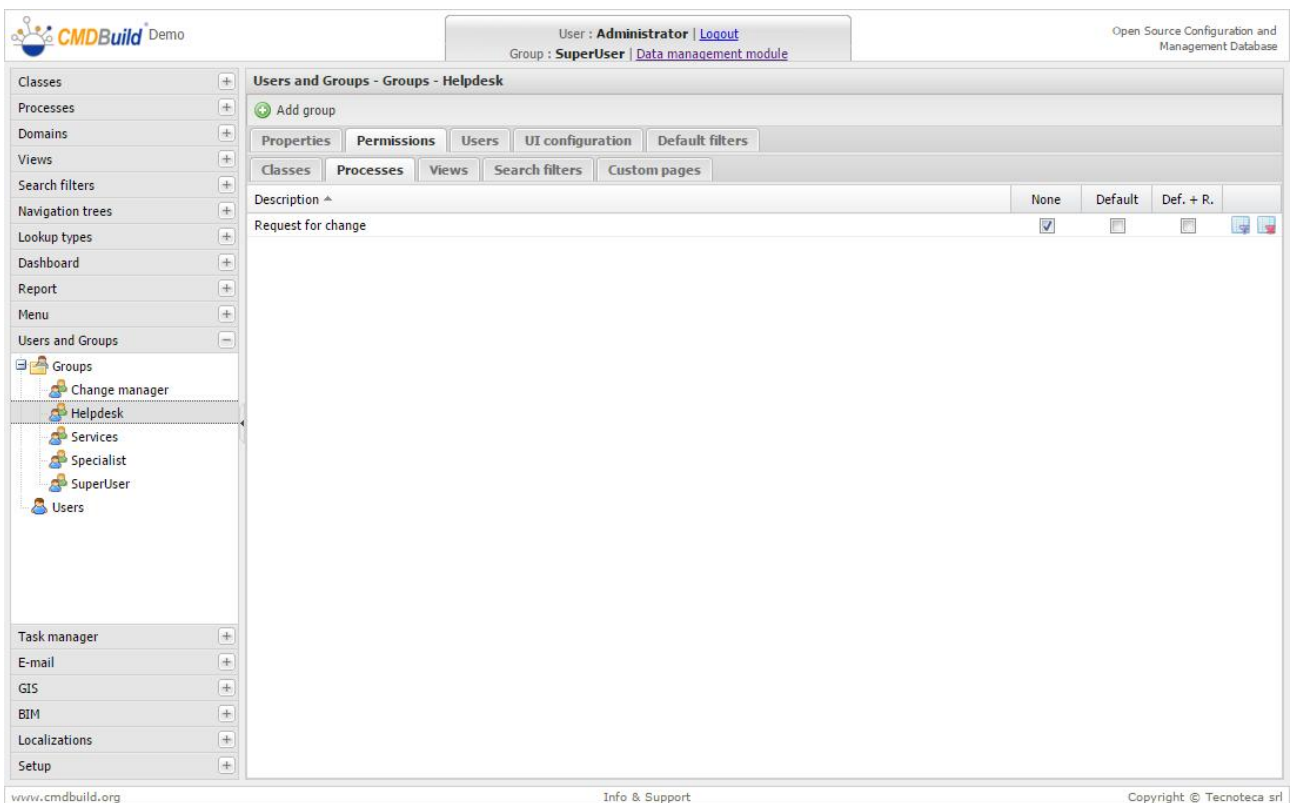 CMDBuild Demo
User : Administrator | Logout
Group : SuperUser | Data management module
Open Source Configuration and
Management Database
Classes
Processes
Domains
Views
Search filters
Navigation trees
Lookup types
Dashboard
Report
Menu
Users and Groups
Groups
Change manager
Helpdesk
Services
Specialist
SuperUser
Users
Task manager
E-mail
GIS
BIM
Localizations
Setup
Users and Groups - Groups - Helpdesk
Add group
Properties Permissions Users UI configuration Default filters
Classes Processes Views Search filters Custom pages
Description None Default Def. + R.
Request for change
www.cmdbuild.org Info & Support Copyright © Tecnoteca srl